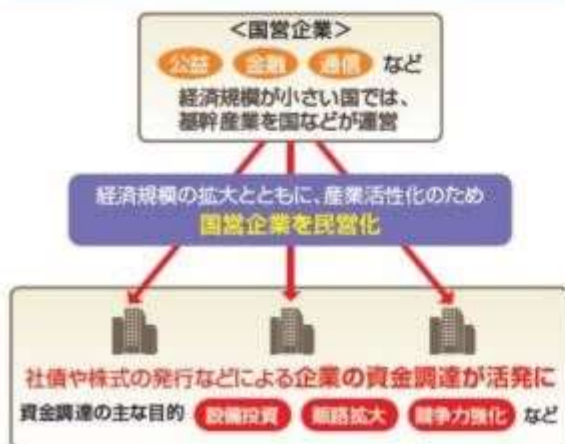 <国営企業>
公益 金融 通信 など
経済規模が小さい国では、
基幹産業を国などが運営
経済規模の拡大とともに、産業活性化のため
国営企業を民営化
社債や株式の発行などによる企業の資金調達が活発に
資金調達の主な目的 設備投資 販路拡大 競争力強化 など